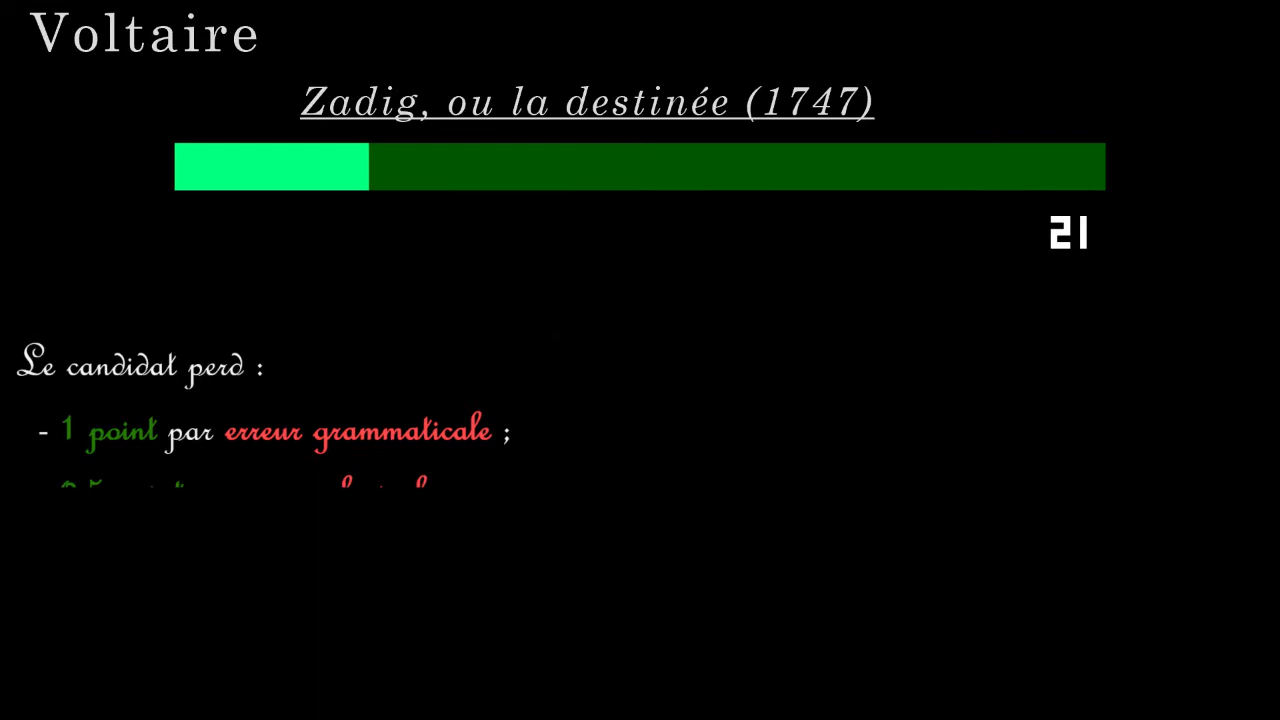 Voltaire
Zadig, ou la destinée (1747)
21
Le candidat perd :
- 1 point par erreur grammaticale ;